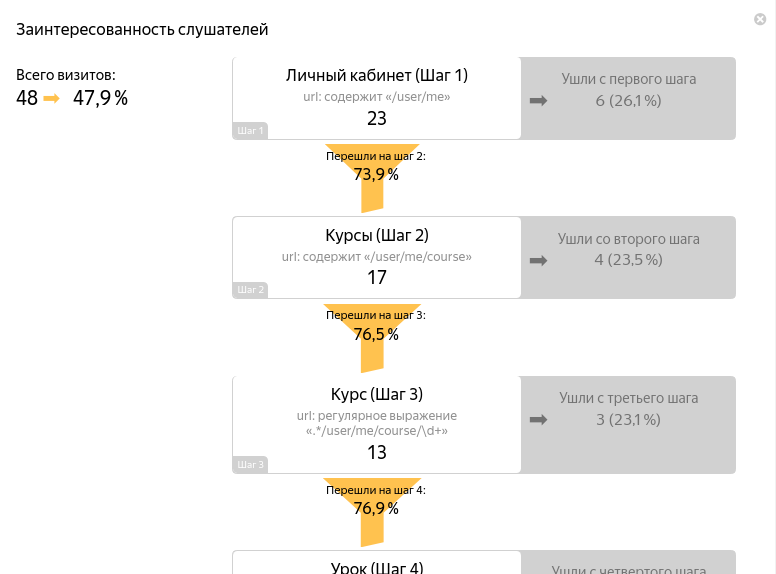 Заинтересованность слушателей
Всего визитов:
48 ➡ 47,9 %
Личный кабинет (Шаг 1)
url: содержит «/user/me»
23
Шаг 1
Ушли с первого шага
6 (26,1 %)
Перешли на шаг 2:
73,9 %
Курсы (Шаг 2)
url: содержит «/user/me/course»
17
Шаг 2
Ушли со второго шага
4 (23,5 %)
Перешли на шаг 3:
76,5 %
Курс (Шаг 3)
url: регулярное выражение
«.*/user/me/course/\d+»
13
Шаг 3
Ушли с третьего шага
3 (23,1 %)
Перешли на шаг 4:
76,9 %
Урок (Шаг 4)
Ушли с четвертого шага